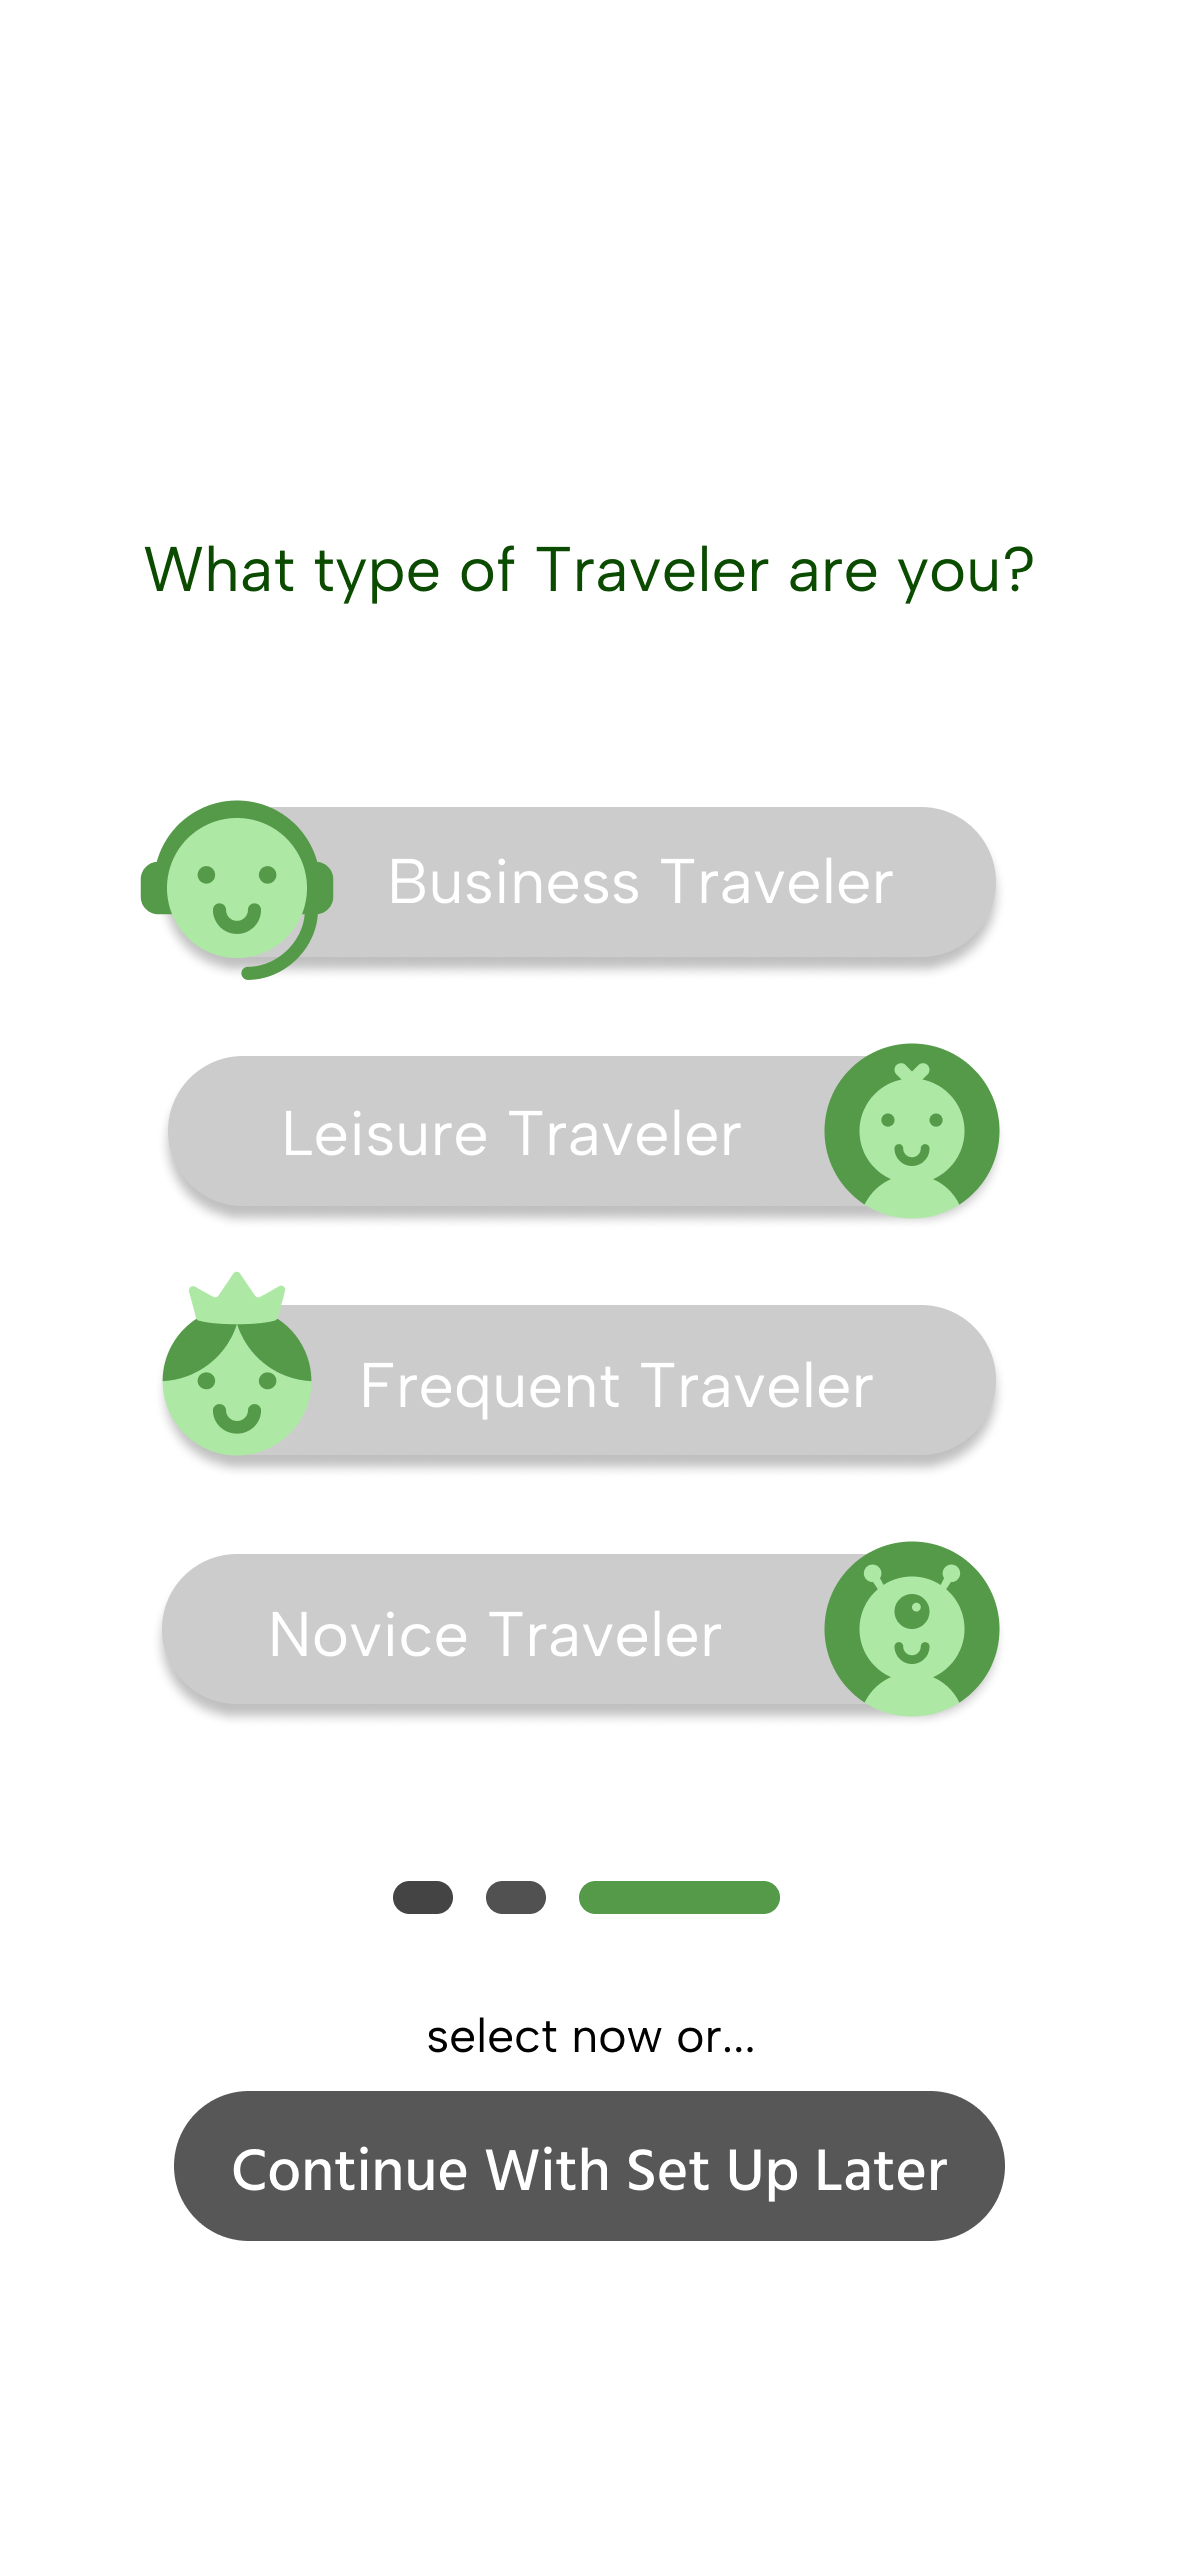 What type of Traveler are you?
Business Traveler
Leisure Traveler
Frequent Traveler
Novice Traveler
select now or...
Continue With Set Up Later